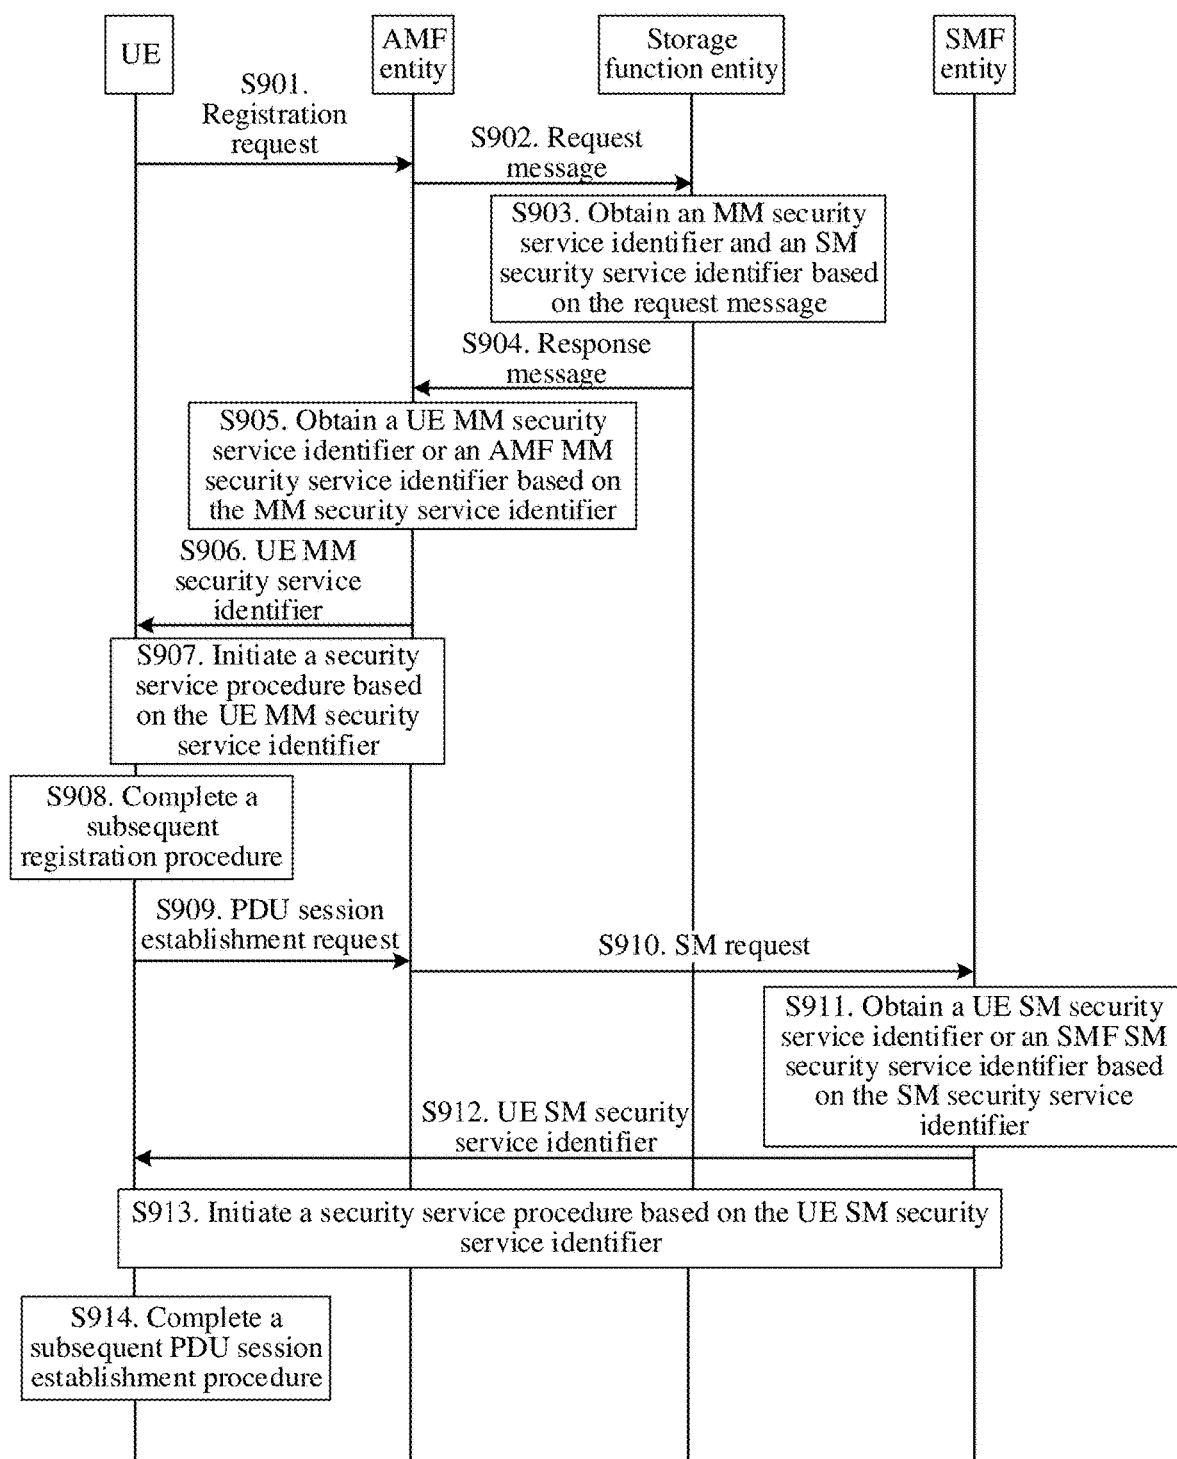 UE
AMF
entity
Storage
function entity
SMF
entity
S901.
Registration
request
S902. Request
message
S903. Obtain an MM security
service identifier and an SM
security service identifier based
on the request message
S904. Response
message
S905. Obtain a UE MM security
service identifier or an AMF MM
security service identifier based on
the MM security service identifier
S906. UE MM
security service
identifier
S907. Initiate a security
service procedure based
on the UE MM security
service identifier
S908. Complete a
subsequent
registration procedure
S909. PDU session
establishment request
S910. SM request
S911. Obtain a UE SM security
service identifier or an SMF SM
security service identifier based
on the SM security service
identifier
S912. UE SM security
service identifier
S913. Initiate a security service procedure based on the UE SM security
service identifier
S914. Complete a
subsequent PDU session
establishment procedure